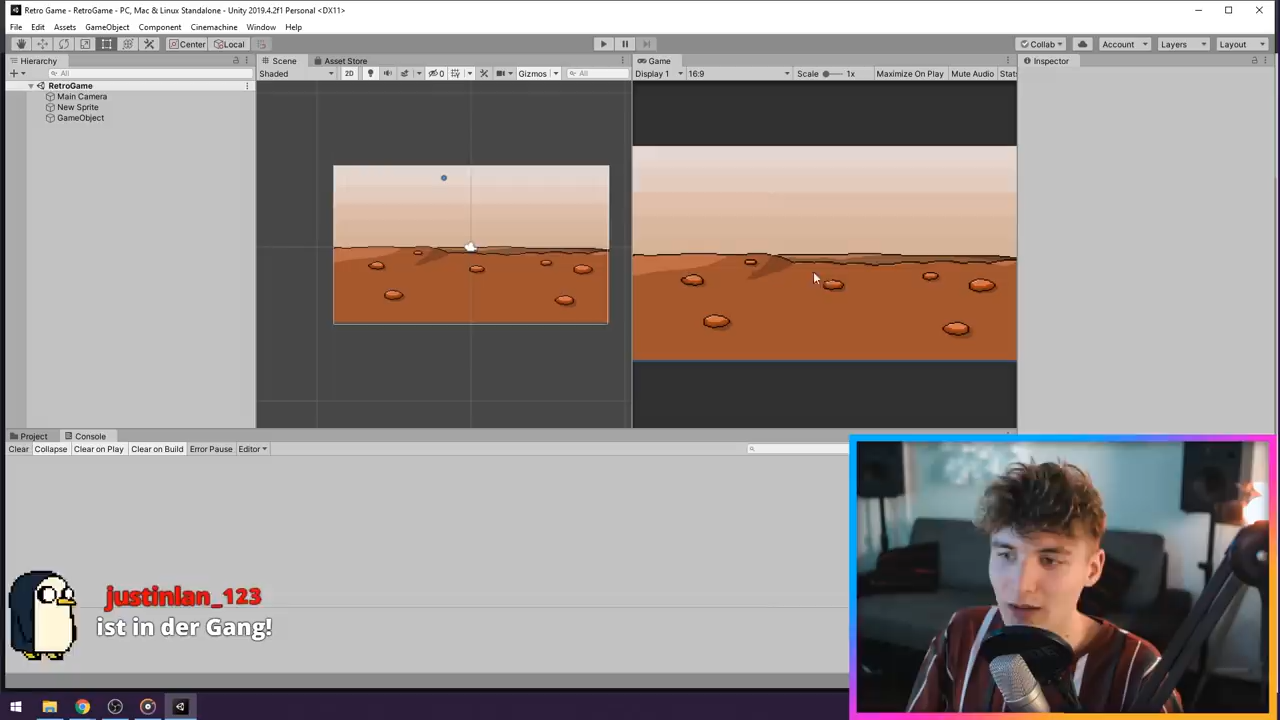 Retro Game - RetroGame - PC, Mac & Linux Standalone - Unity 2019.4.2f1 Personal <DX11>
File Edit Assets GameObject Component Cinemachine Window Help
Center Local Collab Account Layers Layout
Hierarchy Scene Asset Store Game Inspector
All Shaded 2D 0 Gizmos All Display 1 16:9 Scale 1x Maximize On Play Mute Audio Stats
RetroGame
Main Camera
New Sprite
GameObject
Project Console
Clear Collapse Clear on Play Clear on Build Error Pause Editor
justinlan_123
ist in der Gang!